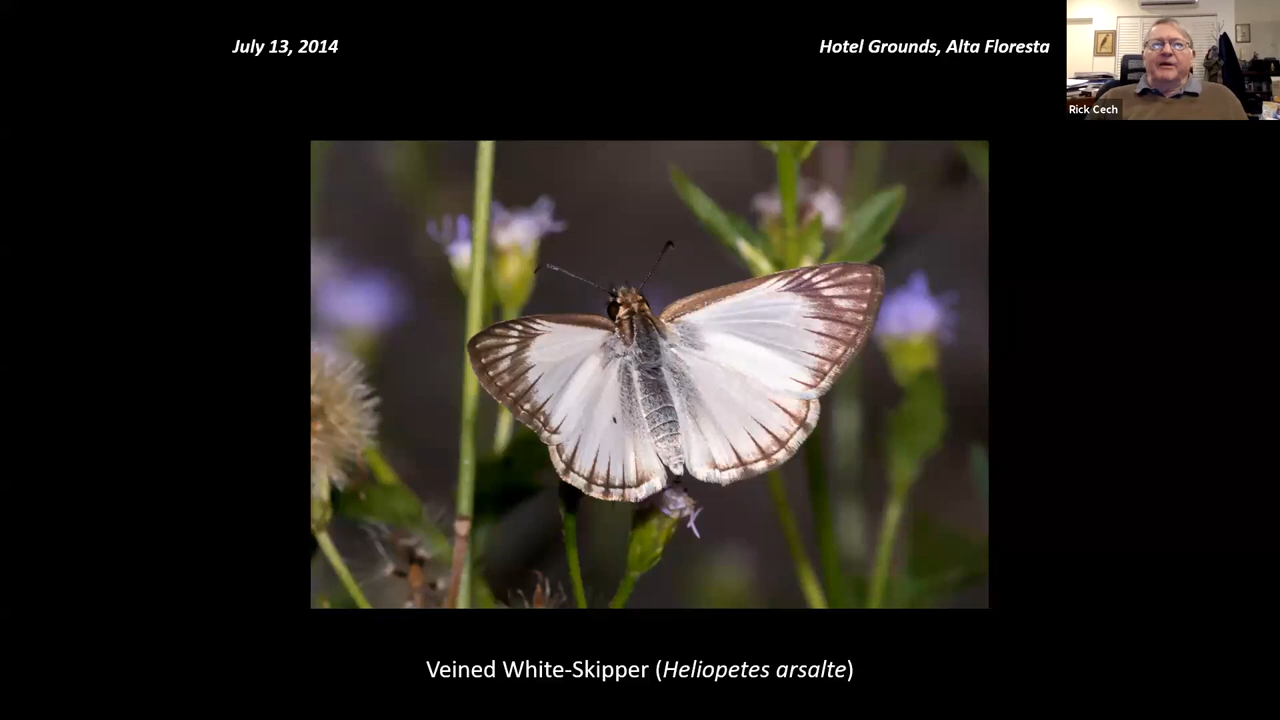 July 13, 2014
Hotel Grounds, Alta Floresta
Rick Cech
Veined White-Skipper (Heliopetes arsalte)